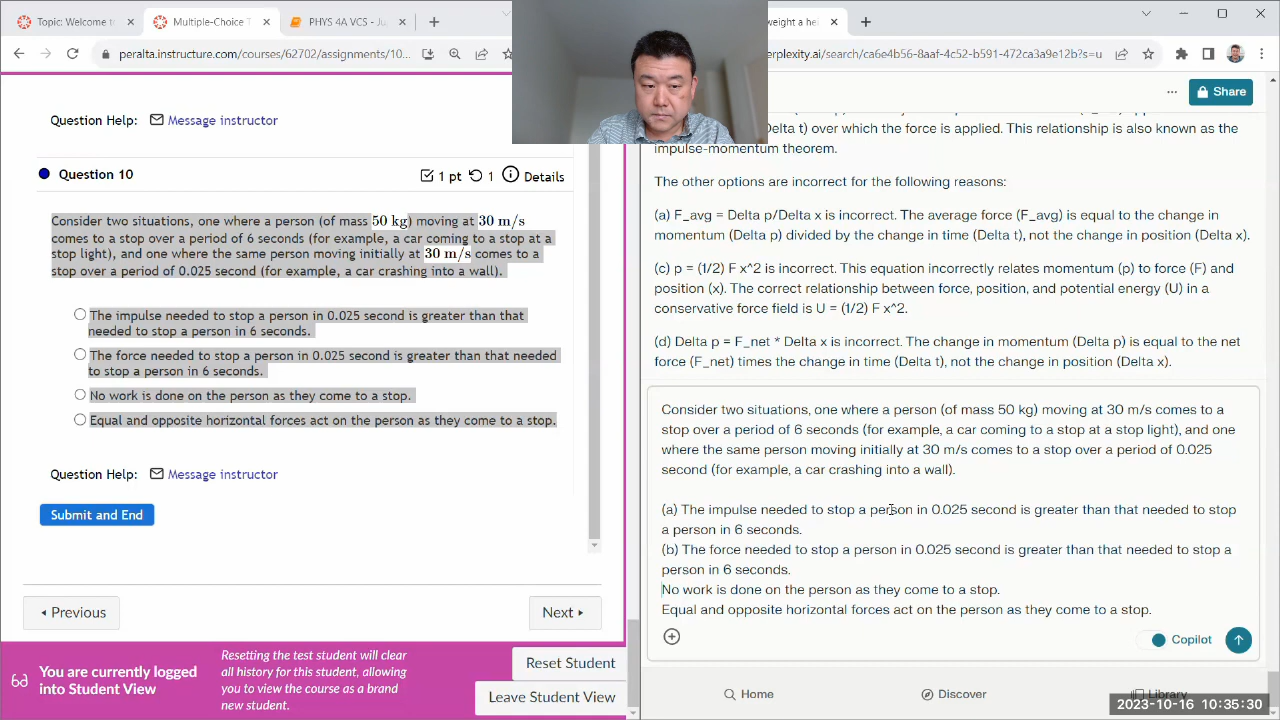 Topic: Welcome t
Multiple-Choice T
PHYS 4A VCS - Ju
weight a he
peralta.instructure.com/courses/62702/assignments/10...
erplexity.ai/search/ca6e4b56-8aaf-4c52-b591-472ca3a9e12b?s=u
Question Help: Message instructor
Question 10
1 pt 1 Details
Consider two situations, one where a person (of mass 50 kg) moving at 30 m/s
comes to a stop over a period of 6 seconds (for example, a car coming to a stop at a
stop light), and one where the same person moving initially at 30 m/s comes to a
stop over a period of 0.025 second (for example, a car crashing into a wall).
The impulse needed to stop a person in 0.025 second is greater than that
needed to stop a person in 6 seconds.
The force needed to stop a person in 0.025 second is greater than that needed
to stop a person in 6 seconds.
No work is done on the person as they come to a stop.
Equal and opposite horizontal forces act on the person as they come to a stop.
Question Help: Message instructor
Submit and End
Previous
Next
You are currently logged
into Student View
Resetting the test student will clear
all history for this student, allowing
you to view the course as a brand
new student.
Reset Student
Leave Student View
Share
Delta t) over which the force is applied. This relationship is also known as the
impulse-momentum theorem.
The other options are incorrect for the following reasons:
(a) F_avg = Delta p/Delta x is incorrect. The average force (F_avg) is equal to the change in
momentum (Delta p) divided by the change in time (Delta t), not the change in position (Delta x).
(c) p = (1/2) F x^2 is incorrect. This equation incorrectly relates momentum (p) to force (F) and
position (x). The correct relationship between force, position, and potential energy (U) in a
conservative force field is U = (1/2) F x^2.
(d) Delta p = F_net * Delta x is incorrect. The change in momentum (Delta p) is equal to the net
force (F_net) times the change in time (Delta t), not the change in position (Delta x).
Consider two situations, one where a person (of mass 50 kg) moving at 30 m/s comes to a
stop over a period of 6 seconds (for example, a car coming to a stop at a stop light), and one
where the same person moving initially at 30 m/s comes to a stop over a period of 0.025
second (for example, a car crashing into a wall).
(a) The impulse needed to stop a person in 0.025 second is greater than that needed to stop
a person in 6 seconds.
(b) The force needed to stop a person in 0.025 second is greater than that needed to stop a
person in 6 seconds.
No work is done on the person as they come to a stop.
Equal and opposite horizontal forces act on the person as they come to a stop.
Copilot
Home
Discover
Library
2023-10-16 10:35:30